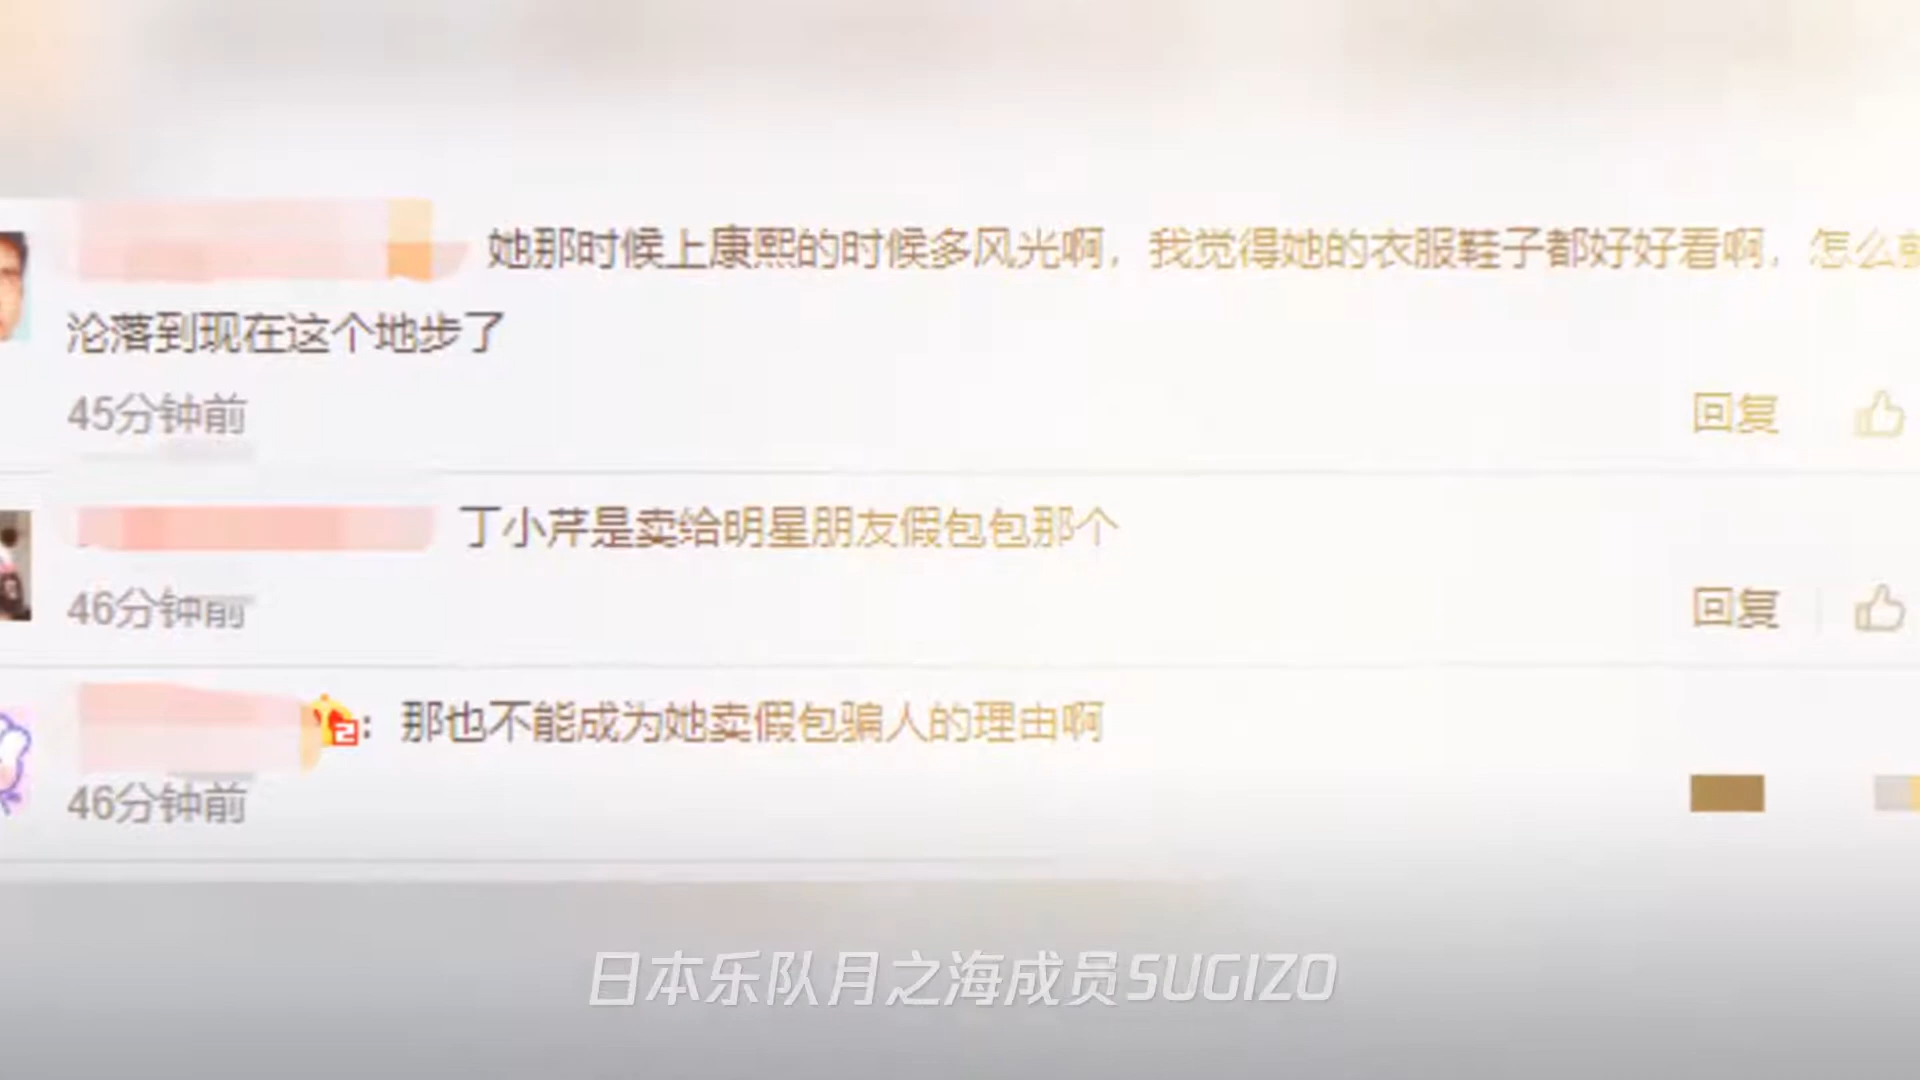 她那时候上康熙的时候多风光啊，我觉得她的衣服鞋子都好好看啊，怎么
沦落到现在这个地步了
45分钟前 回复
丁小芹是卖给明星朋友假包包那个
46分钟前 回复
: 那也不能成为她卖假包骗人的理由啊
46分钟前
日本乐队月之海成员SUGIZO